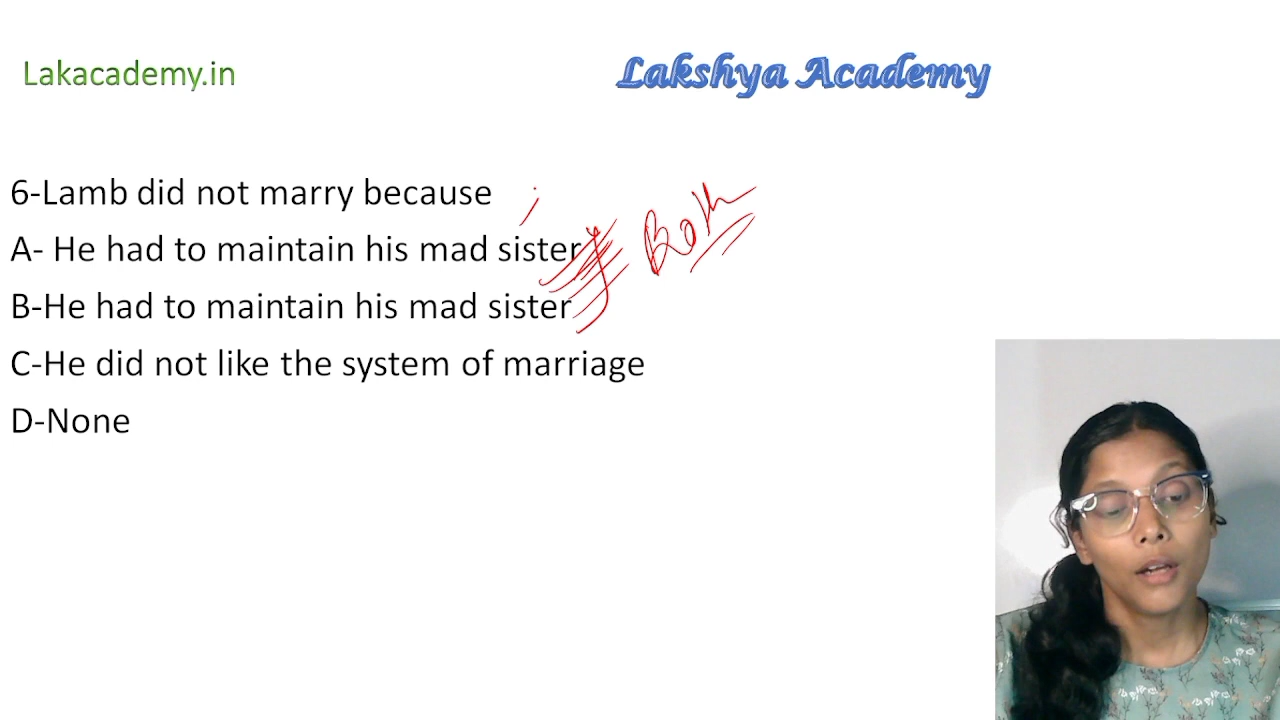 Lakacademy.in
Lakshya Academy
6-Lamb did not marry because
A- He had to maintain his mad sister
Both
B-He had to maintain his mad sister
C-He did not like the system of marriage
D-None